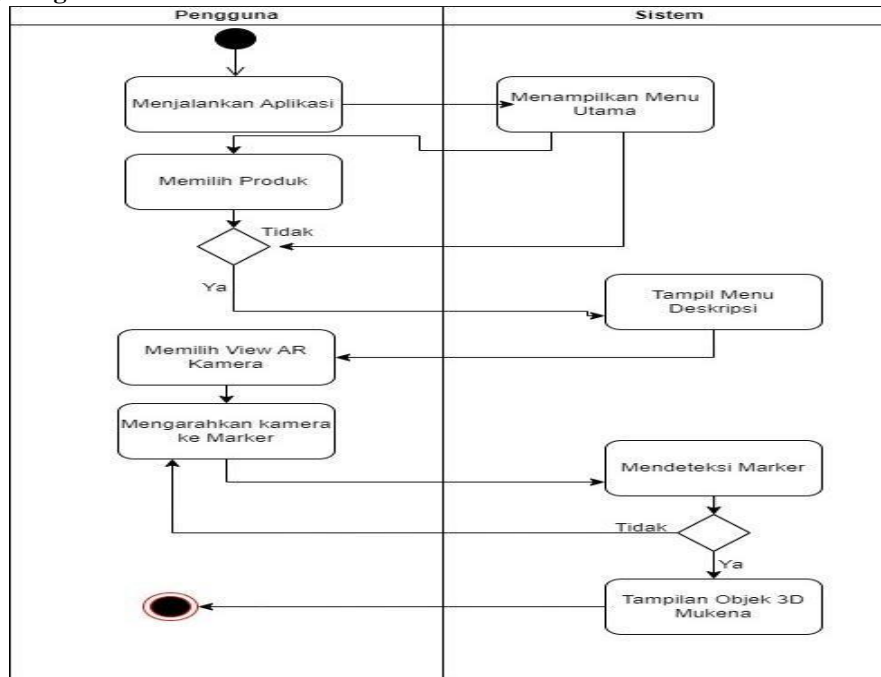 Pengguna
Sistem
Menjalankan Aplikasi
Menampilkan Menu
Utama
Memilih Produk
Tidak
Ya
Tampil Menu
Deskripsi
Memilih View AR
Kamera
Mengarahkan kamera
ke Marker
Mendeteksi Marker
Tidak
Ya
Tampilan Objek 3D
Mukena